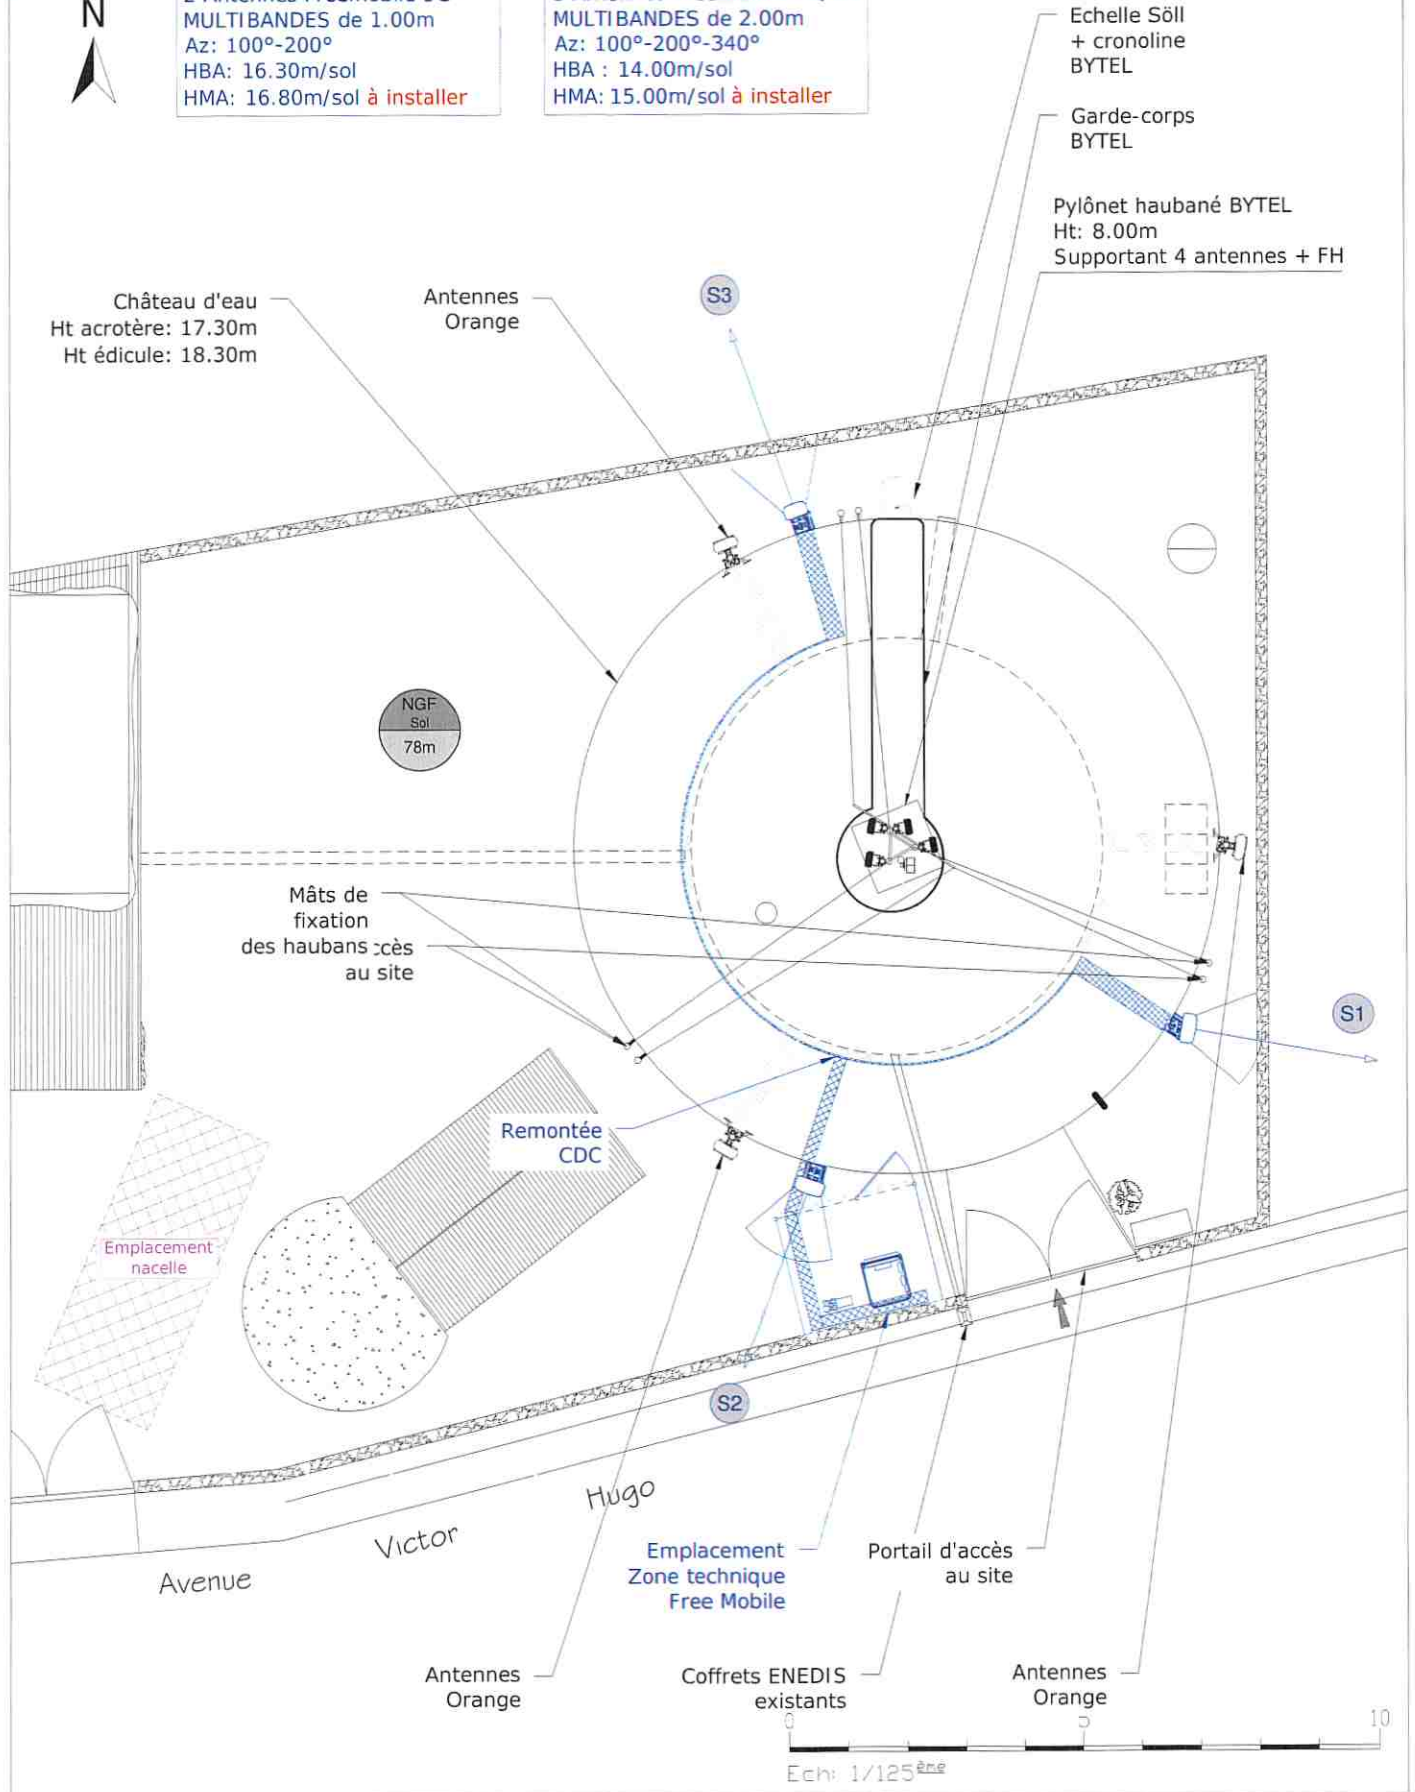 N
MULTIBANDES de 1.00m
Az: 100°-200°
HBA: 16.30m/sol
HMA: 16.80m/sol à installer
MULTIBANDES de 2.00m
Az: 100°-200°-340°
HBA : 14.00m/sol
HMA: 15.00m/sol à installer
Echelle Söll
+ cronoline
BYTEL
Garde-corps
BYTEL
Pylônet haubané BYTEL
Ht: 8.00m
Supportant 4 antennes + FH
Château d'eau
Ht acrotère: 17.30m
Ht édicule: 18.30m
Antennes
Orange
S3
NGF
Sol
78m
Mâts de
fixation
des haubans
ccès
au site
S1
Remontée
CDC
Emplacement
nacelle
S2
Avenue Victor Hugo
Emplacement
Zone technique
Free Mobile
Portail d'accès
au site
Antennes
Orange
Coffrets ENEDIS
existants
Antennes
Orange
0 5 10
Ech: 1/125ème